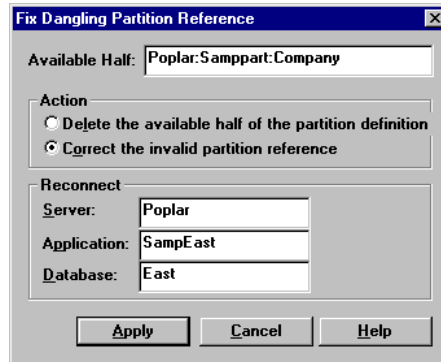 Fix Dangling Partition Reference
Available Half: Poplar:Samppart:Company
Action
Delete the available half of the partition definition
Correct the invalid partition reference
Reconnect
Server: Poplar
Application: SampEast
Database: East
Apply Cancel Help